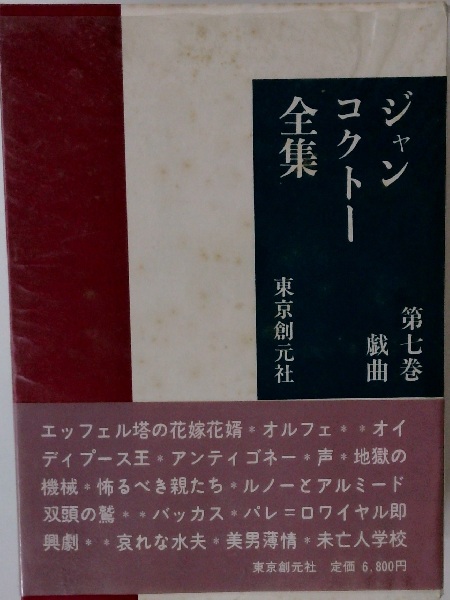 ジャン
コクトー
全集
第七巻
戯曲
東京創元社
エッフェル塔の花嫁花婿*オルフェ**オイ
ディプース王*アンティゴネー*声*地獄の
機械*怖るべき親たち*ルノーとアルミード
双頭の鷲**バッカス*パレ=ロワイヤル即
興劇**哀れな水夫*美男薄情*未亡人学校
東京創元社 定価 6,800円